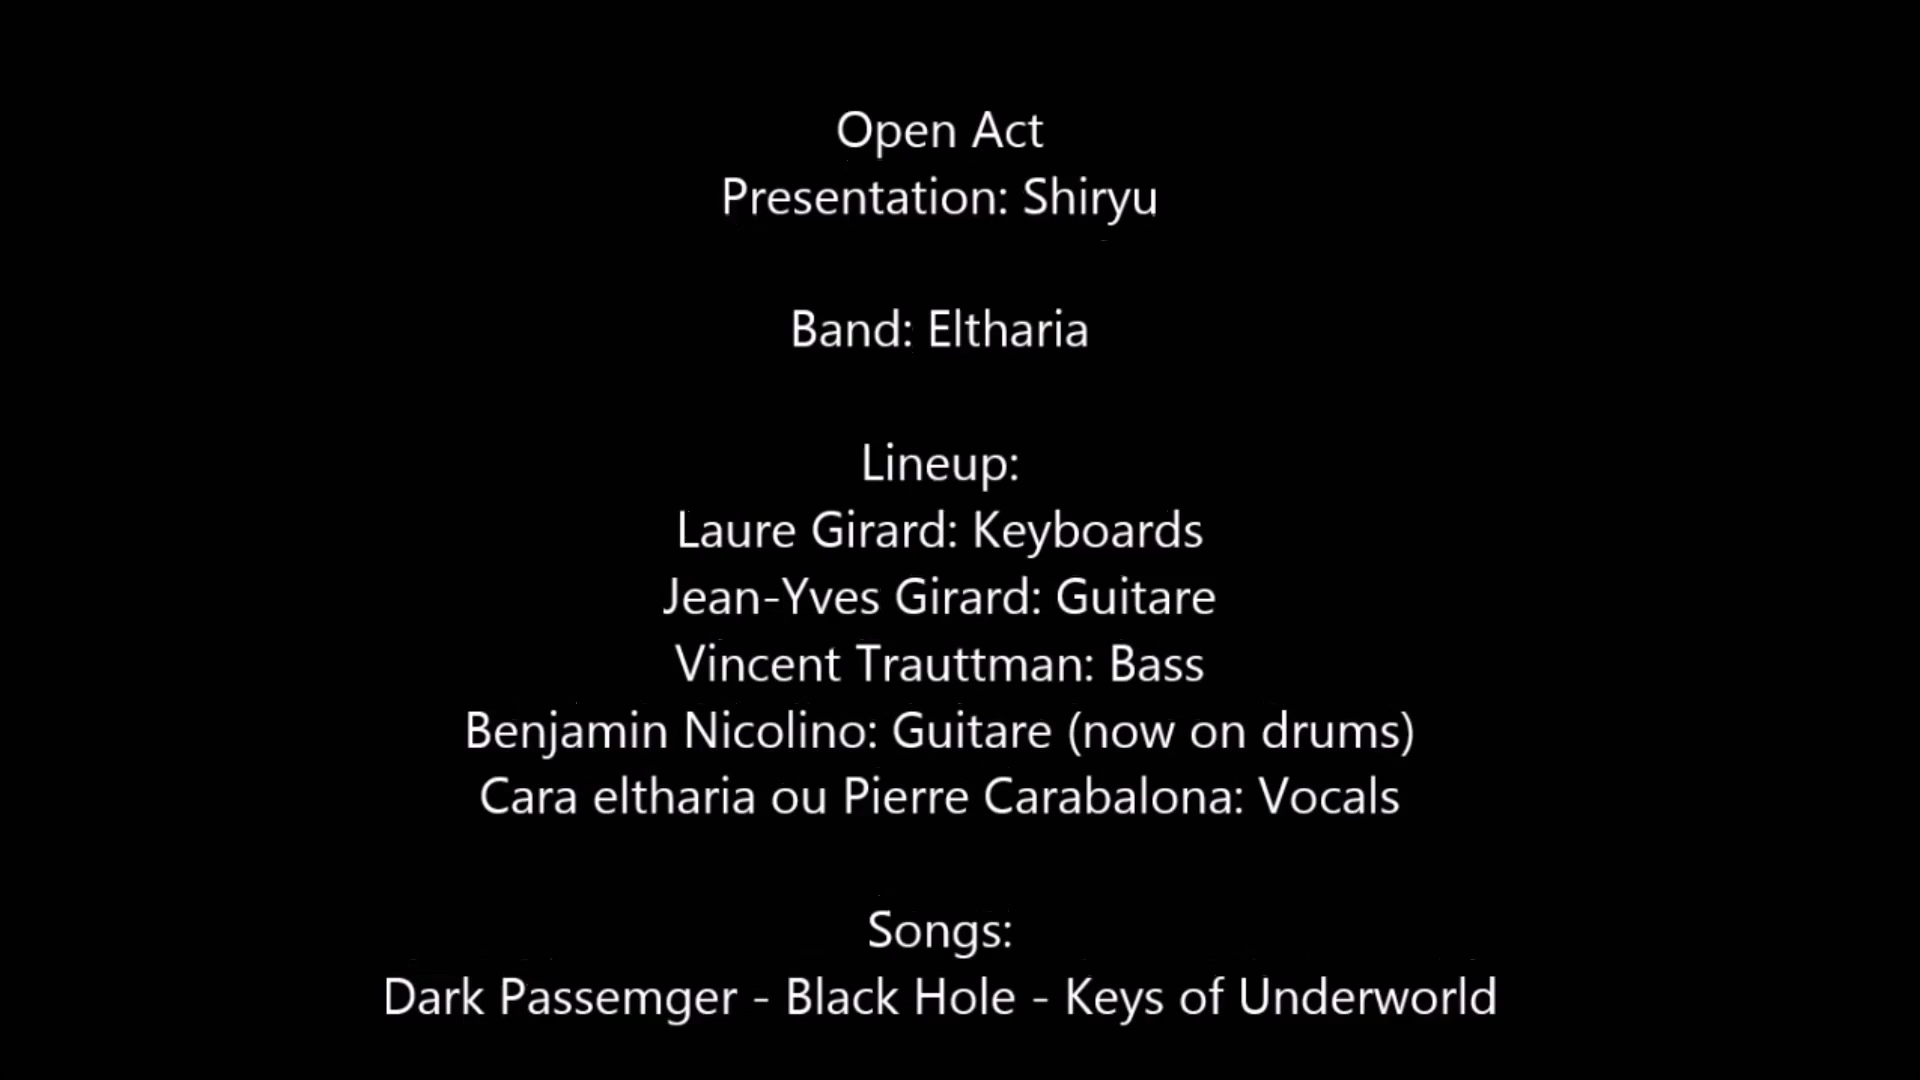 Open Act
Presentation: Shiryu
Band: Eltharia
Lineup:
Laure Girard: Keyboards
Jean-Yves Girard: Guitare
Vincent Trauttman: Bass
Benjamin Nicolino: Guitare (now on drums)
Cara eltharia ou Pierre Carabalona: Vocals
Songs:
Dark Passemger - Black Hole - Keys of Underworld